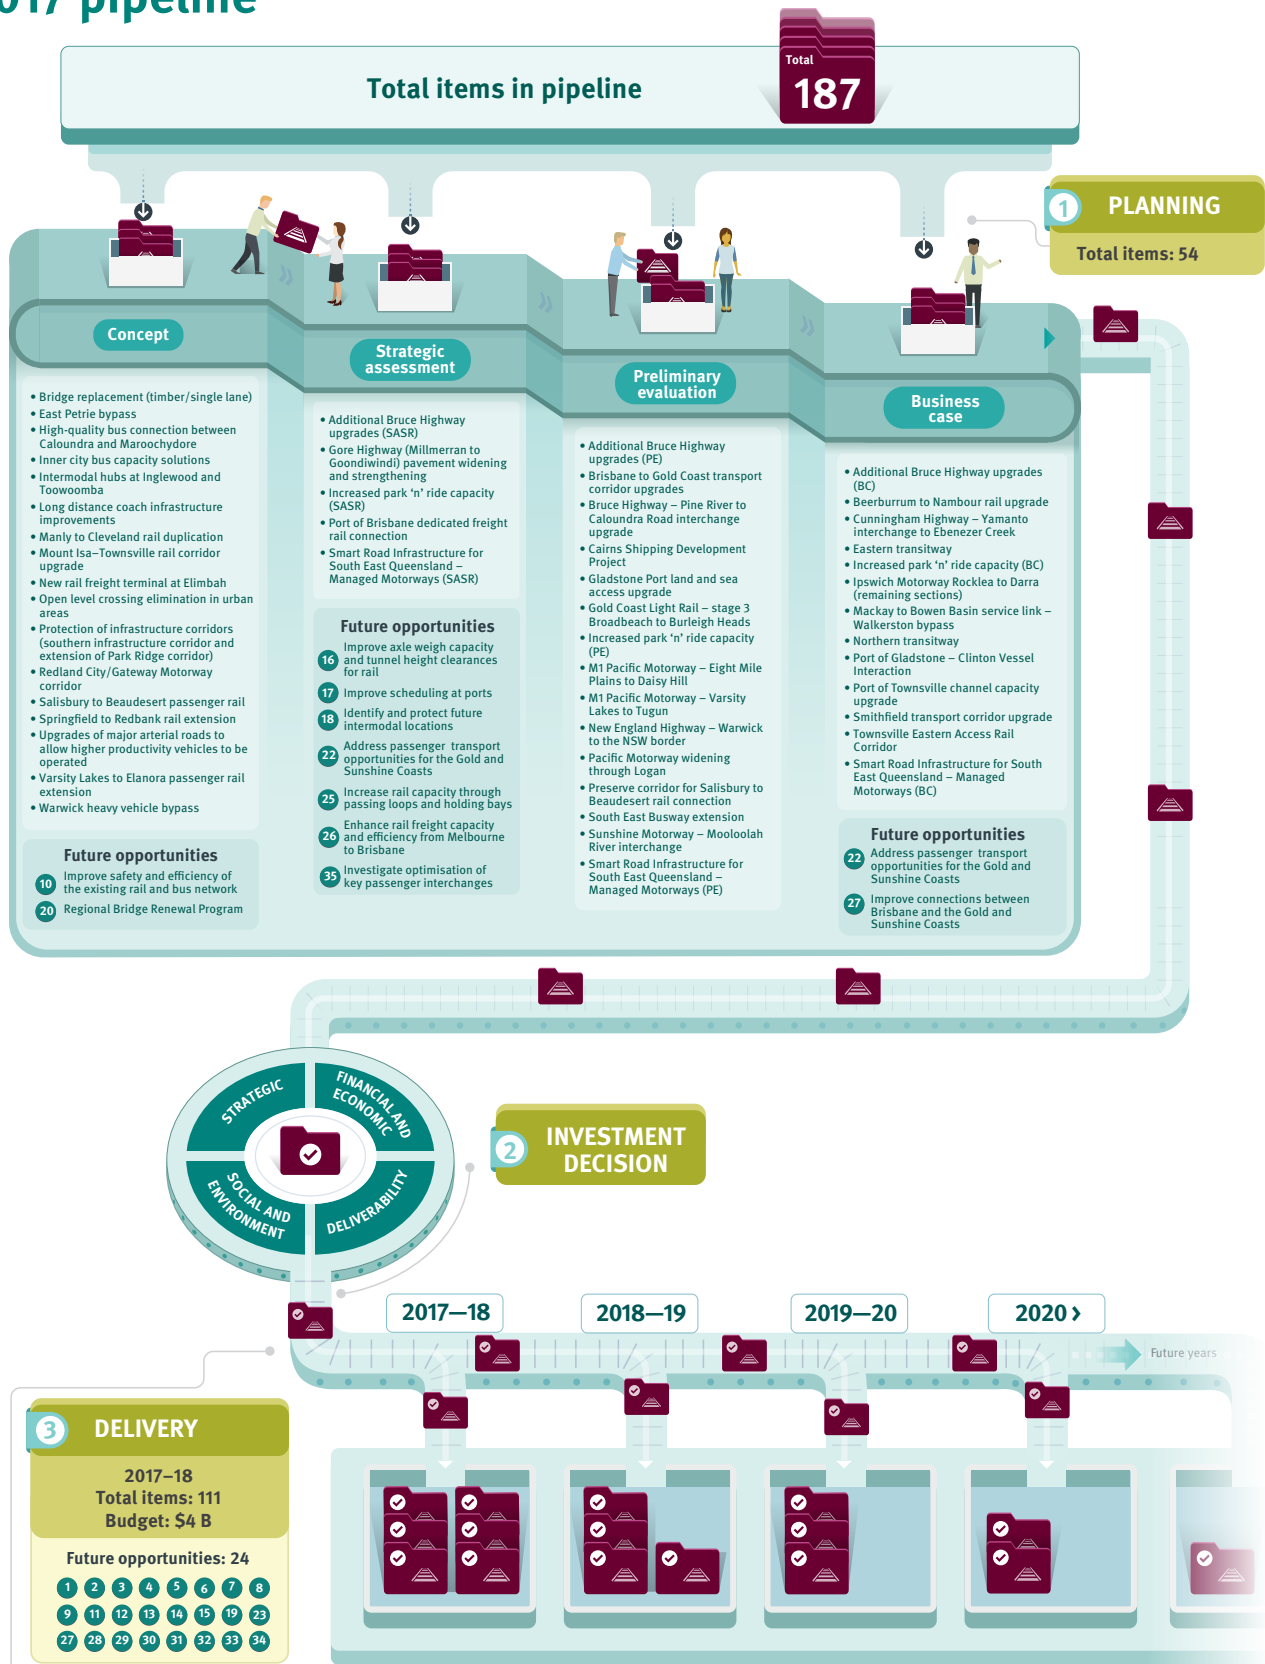 2017 pipeline
Total items in pipeline
Total
187
1
PLANNING
Total items: 54
Concept
• Bridge replacement (timber/single lane)
• East Petrie bypass
• High-quality bus connection between
Caloundra and Maroochydore
• Inner city bus capacity solutions
• Intermodal hubs at Inglewood and
Toowoomba
• Long distance coach infrastructure
improvements
• Manly to Cleveland rail duplication
• Mount Isa–Townsville rail corridor
upgrade
• New rail freight terminal at Elimbah
• Open level crossing elimination in urban
areas
• Protection of infrastructure corridors
(southern infrastructure corridor and
extension of Park Ridge corridor)
• Redland City/Gateway Motorway
corridor
• Salisbury to Beaudesert passenger rail
• Springfield to Redbank rail extension
• Upgrades of major arterial roads to
allow higher productivity vehicles to be
operated
• Varsity Lakes to Elanora passenger rail
extension
• Warwick heavy vehicle bypass
Future opportunities
10 Improve safety and efficiency of
the existing rail and bus network
20 Regional Bridge Renewal Program
Strategic
assessment
• Additional Bruce Highway
upgrades (SASR)
• Gore Highway (Millmerran to
Goondiwindi) pavement widening
and strengthening
• Increased park ‘n’ ride capacity
(SASR)
• Port of Brisbane dedicated freight
rail connection
• Smart Road Infrastructure for
South East Queensland –
Managed Motorways (SASR)
Future opportunities
16 Improve axle weigh capacity
and tunnel height clearances
for rail
17 Improve scheduling at ports
18 Identify and protect future
intermodal locations
22 Address passenger transport
opportunities for the Gold and
Sunshine Coasts
25 Increase rail capacity through
passing loops and holding bays
26 Enhance rail freight capacity
and efficiency from Melbourne
to Brisbane
35 Investigate optimisation of
key passenger interchanges
Preliminary
evaluation
• Additional Bruce Highway
upgrades (PE)
• Brisbane to Gold Coast transport
corridor upgrades
• Bruce Highway – Pine River to
Caloundra Road interchange
upgrade
• Cairns Shipping Development
Project
• Gladstone Port land and sea
access upgrade
• Gold Coast Light Rail – stage 3
Broadbeach to Burleigh Heads
• Increased park ‘n’ ride capacity
(PE)
• M1 Pacific Motorway – Eight Mile
Plains to Daisy Hill
• M1 Pacific Motorway – Varsity
Lakes to Tugun
• New England Highway – Warwick
to the NSW border
• Pacific Motorway widening
through Logan
• Preserve corridor for Salisbury to
Beaudesert rail connection
• South East Busway extension
• Sunshine Motorway – Mooloolah
River interchange
• Smart Road Infrastructure for
South East Queensland –
Managed Motorways (PE)
Business
case
• Additional Bruce Highway upgrades
(BC)
• Beerburrum to Nambour rail upgrade
• Cunningham Highway – Yamanto
interchange to Ebenezer Creek
• Eastern transitway
• Increased park ‘n’ ride capacity (BC)
• Ipswich Motorway Rocklea to Darra
(remaining sections)
• Mackay to Bowen Basin service link –
Walkerston bypass
• Northern transitway
• Port of Gladstone – Clinton Vessel
Interaction
• Port of Townsville channel capacity
upgrade
• Smithfield transport corridor upgrade
• Townsville Eastern Access Rail
Corridor
• Smart Road Infrastructure for South
East Queensland – Managed
Motorways (BC)
Future opportunities
22 Address passenger transport
opportunities for the Gold and
Sunshine Coasts
27 Improve connections between
Brisbane and the Gold and
Sunshine Coasts
STRATEGIC
FINANCIAL AND
ECONOMIC
SOCIAL AND
ENVIRONMENT
DELIVERABILITY
2
INVESTMENT
DECISION
2017—18
2018—19
2019—20
2020 ›
Future years
3
DELIVERY
2017–18
Total items: 111
Budget: $4 B
Future opportunities: 24
1 2 3 4 5 6 7 8
9 11 12 13 14 15 19 23
27 28 29 30 31 32 33 34